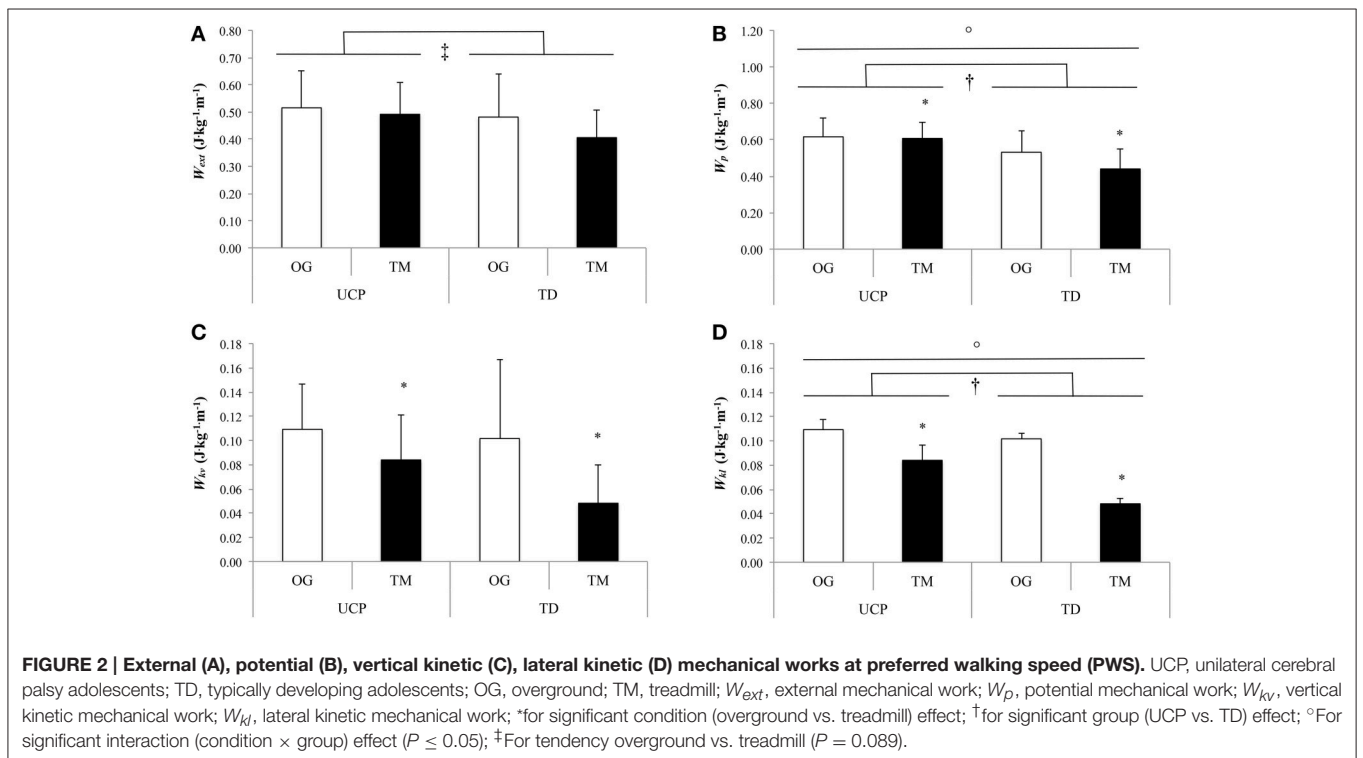 A
0.80
0.70
0.60
0.50
0.40
0.30
0.20
0.10
0.00
Wext (J·kg-1·m-1)
‡
OG TM OG TM
UCP TD
B
1.20
1.00
0.80
0.60
0.40
0.20
0.00
Wp (J·kg-1·m-1)
°
†
* *
OG TM OG TM
UCP TD
C
0.18
0.16
0.14
0.12
0.10
0.08
0.06
0.04
0.02
0.00
Wkv (J·kg-1·m-1)
* *
OG TM OG TM
UCP TD
D
0.18
0.16
0.14
0.12
0.10
0.08
0.06
0.04
0.02
0.00
Wkl (J·kg-1·m-1)
°
†
* *
OG TM OG TM
UCP TD
FIGURE 2 | External (A), potential (B), vertical kinetic (C), lateral kinetic (D) mechanical works at preferred walking speed (PWS). UCP, unilateral cerebral
palsy adolescents; TD, typically developing adolescents; OG, overground; TM, treadmill; Wext, external mechanical work; Wp, potential mechanical work; Wkv, vertical
kinetic mechanical work; Wkl, lateral kinetic mechanical work; *for significant condition (overground vs. treadmill) effect; †for significant group (UCP vs. TD) effect; °For
significant interaction (condition × group) effect (P ≤ 0.05); ‡For tendency overground vs. treadmill (P = 0.089).